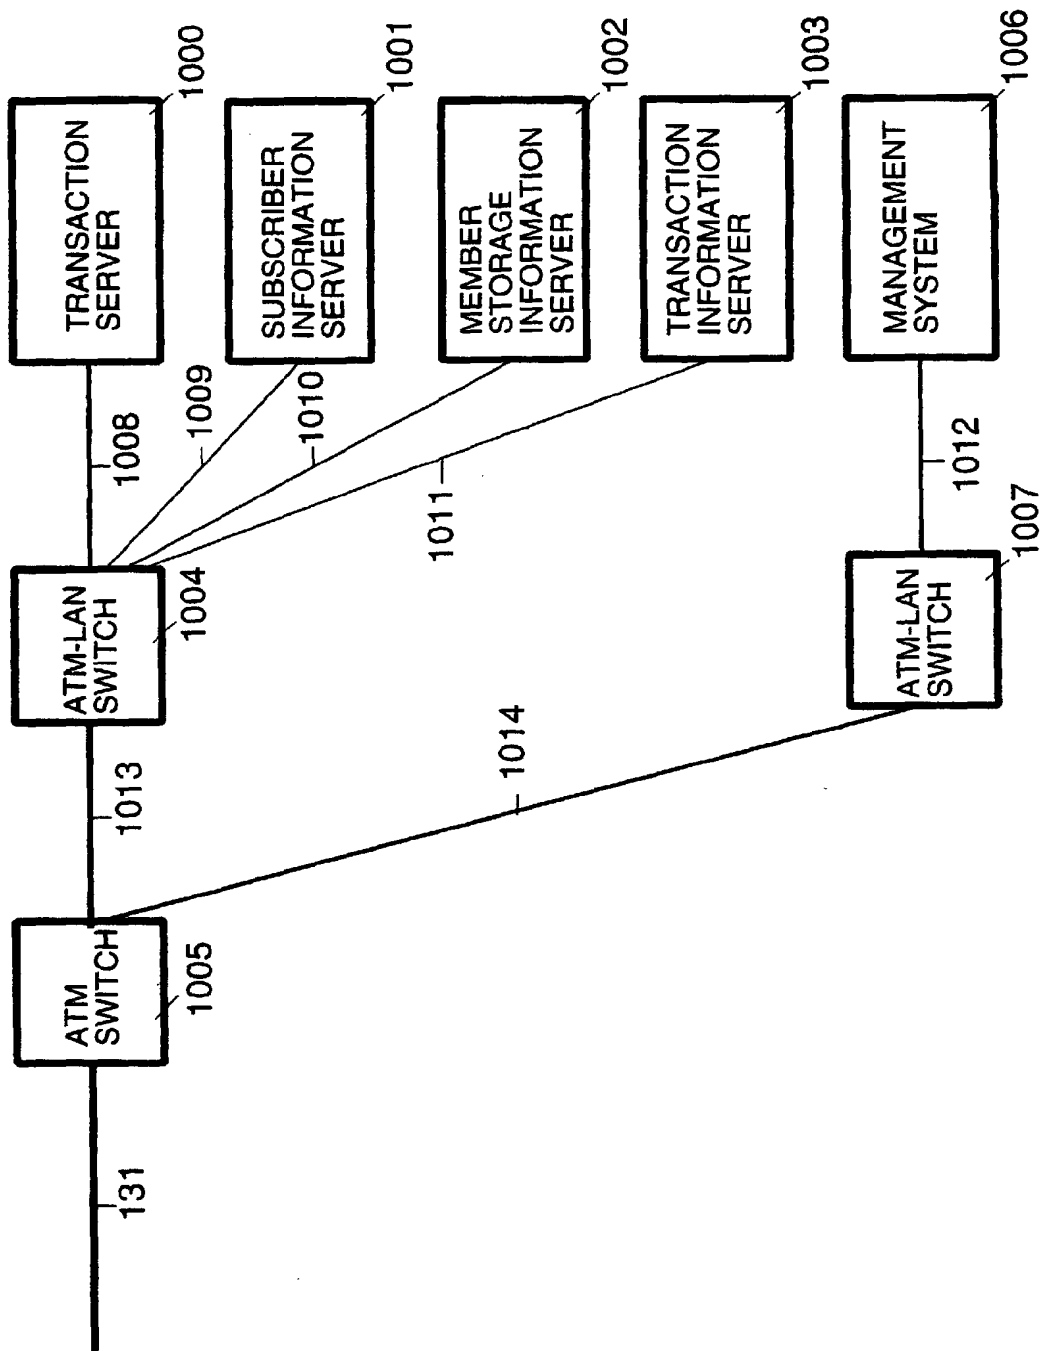 TRANSACTION
SERVER
1000
SUBSCRIBER
INFORMATION
SERVER
1001
MEMBER
STORAGE
INFORMATION
SERVER
1002
TRANSACTION
INFORMATION
SERVER
1003
MANAGEMENT
SYSTEM
1006
1008
1009
1010
1011
1012
ATM-LAN
SWITCH
1004
ATM-LAN
SWITCH
1007
1013
1014
ATM
SWITCH
1005
131